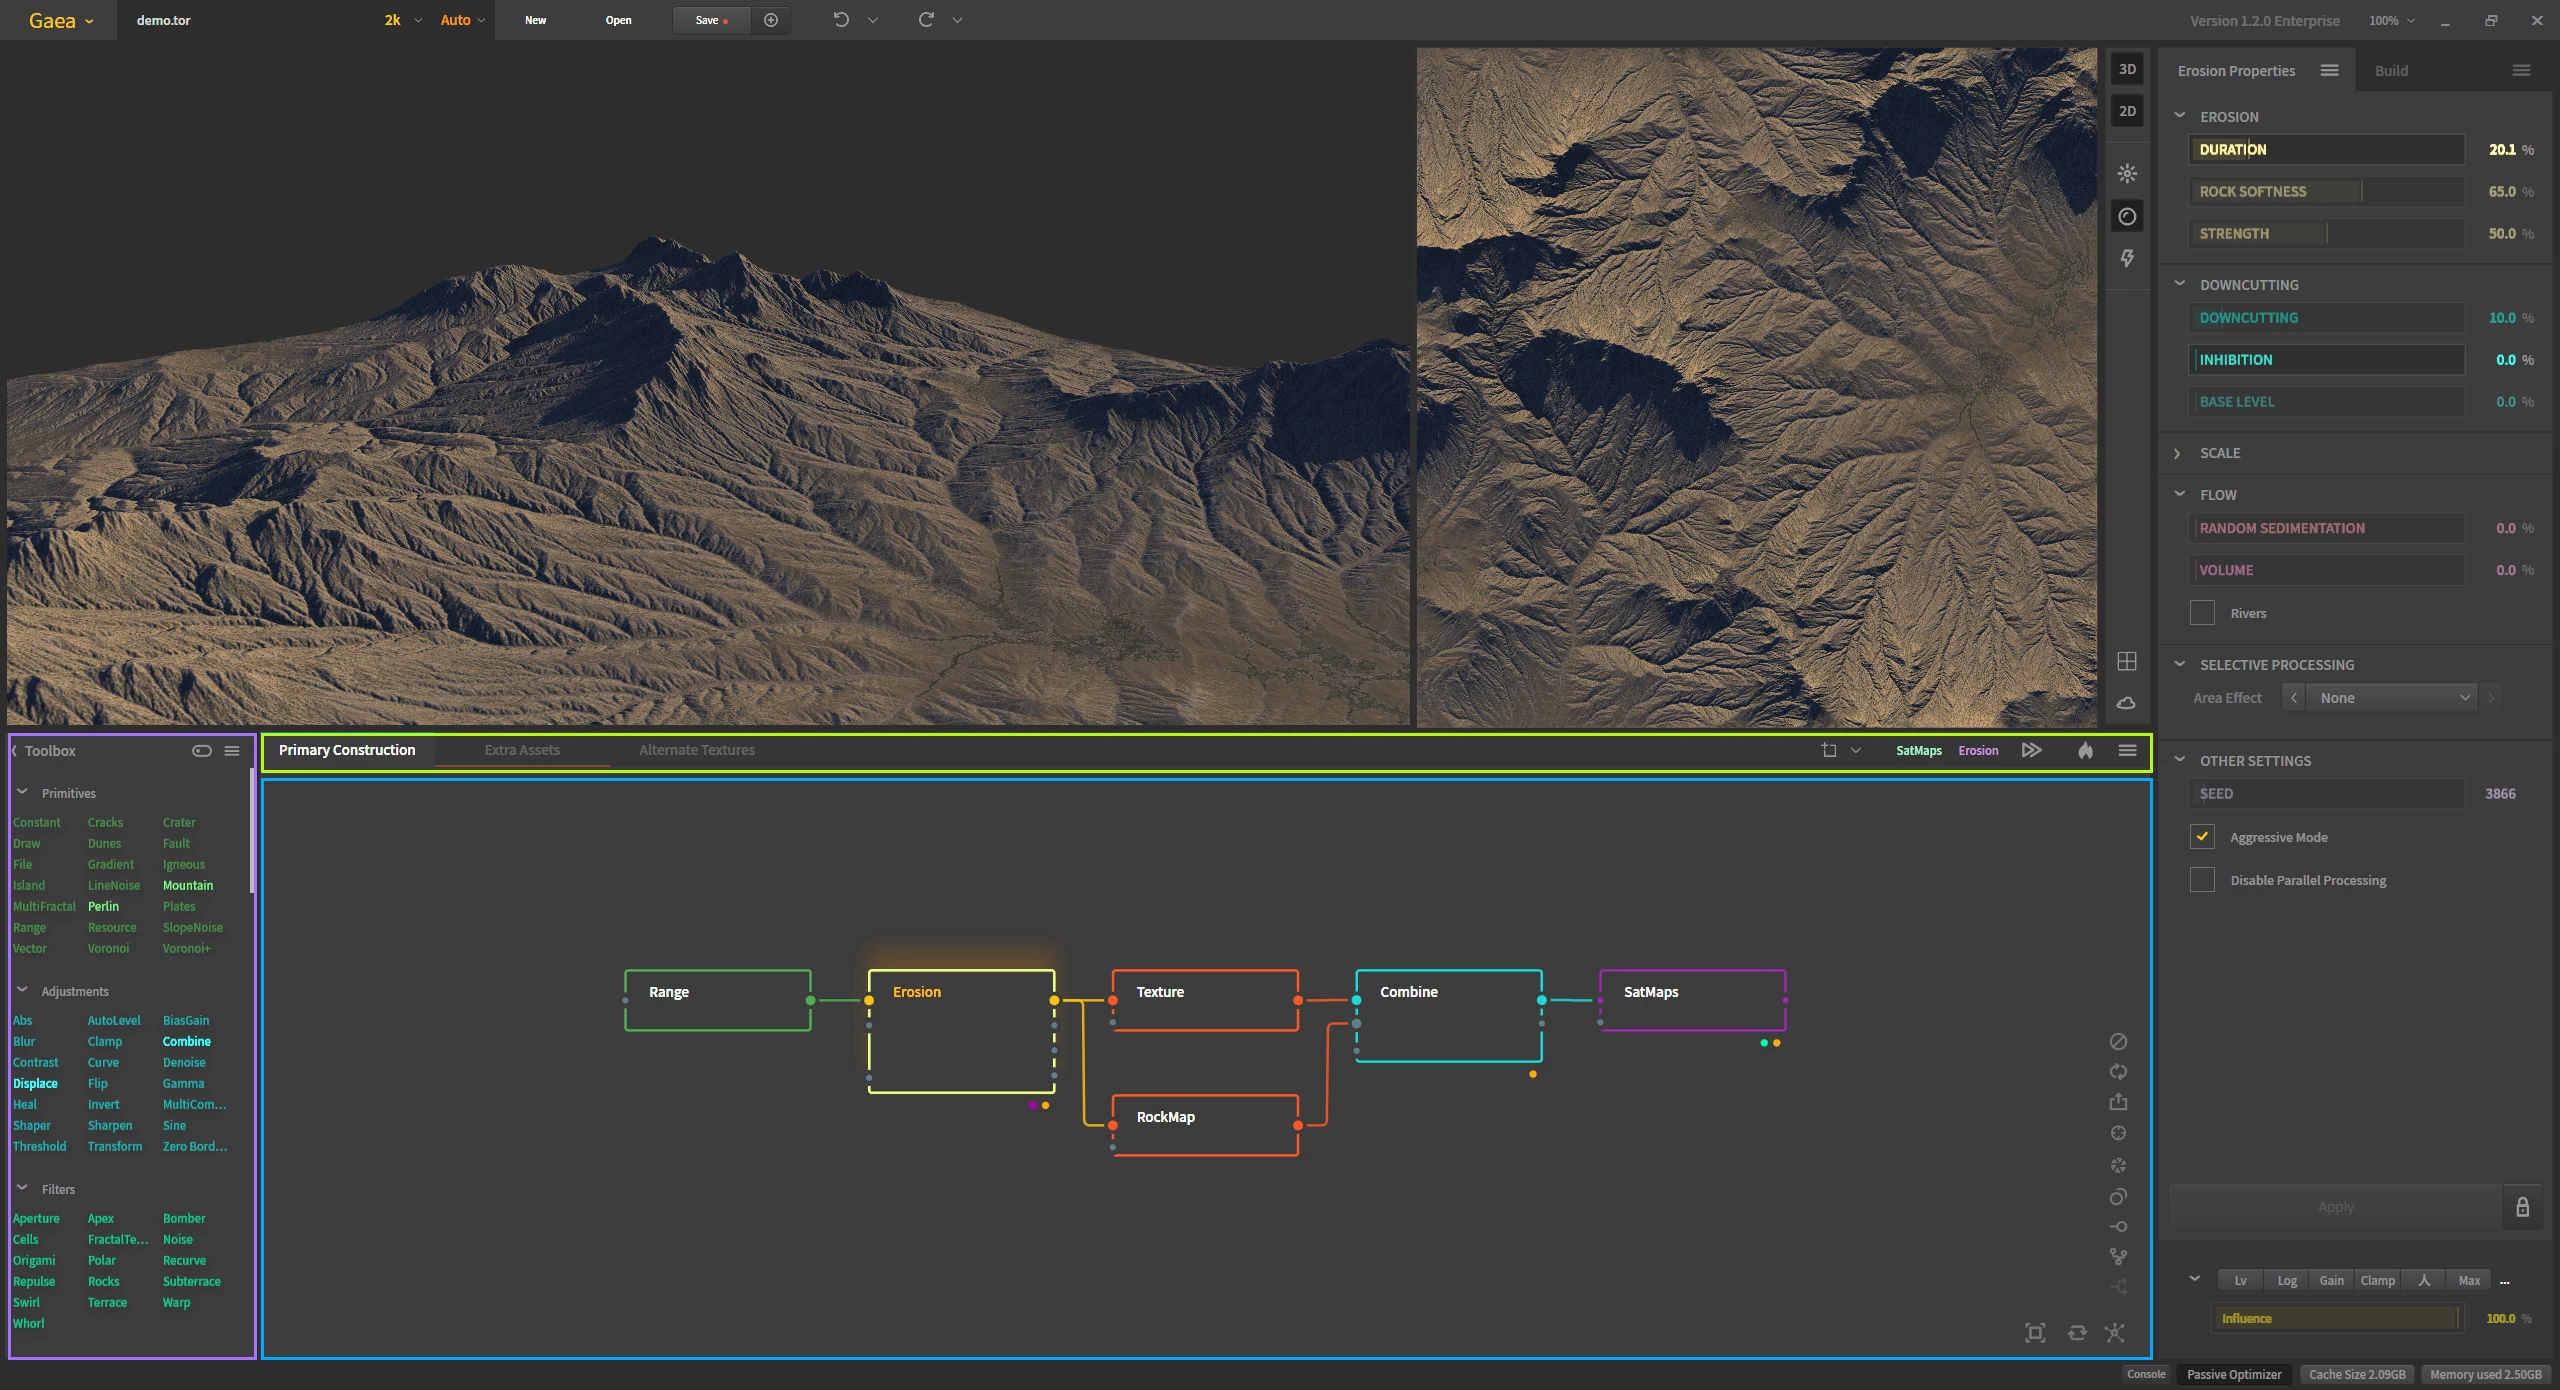 Gaea
demo.tor
2k
Auto
New
Open
Save
Version 1.2.0 Enterprise
100%
3D
2D
Erosion Properties
Build
EROSION
DURATION 20.1 %
ROCK SOFTNESS 65.0 %
STRENGTH 50.0 %
DOWNCUTTING
DOWNCUTTING 10.0 %
INHIBITION 0.0 %
BASE LEVEL 0.0 %
SCALE
FLOW
RANDOM SEDIMENTATION 0.0 %
VOLUME 0.0 %
Rivers
SELECTIVE PROCESSING
Area Effect None
OTHER SETTINGS
SEED 3866
Aggressive Mode
Disable Parallel Processing
Apply
Lv Log Gain Clamp Max ...
Influence 100.0 %
Toolbox
Primitives
Constant Cracks Crater
Draw Dunes Fault
File Gradient Igneous
Island LineNoise Mountain
MultiFractal Perlin Plates
Range Resource SlopeNoise
Vector Voronoi Voronoi+
Adjustments
Abs AutoLevel BiasGain
Blur Clamp Combine
Contrast Curve Denoise
Displace Flip Gamma
Heal Invert MultiCom...
Shaper Sharpen Sine
Threshold Transform Zero Bord...
Filters
Aperture Apex Bomber
Cells FractalTe... Noise
Origami Polar Recurve
Repulse Rocks Subterrace
Swirl Terrace Warp
Whorl
Primary Construction
Extra Assets
Alternate Textures
SatMaps
Erosion
Range
Erosion
Texture
Combine
SatMaps
RockMap
Console
Passive Optimizer
Cache Size 2.09GB
Memory used 2.50GB